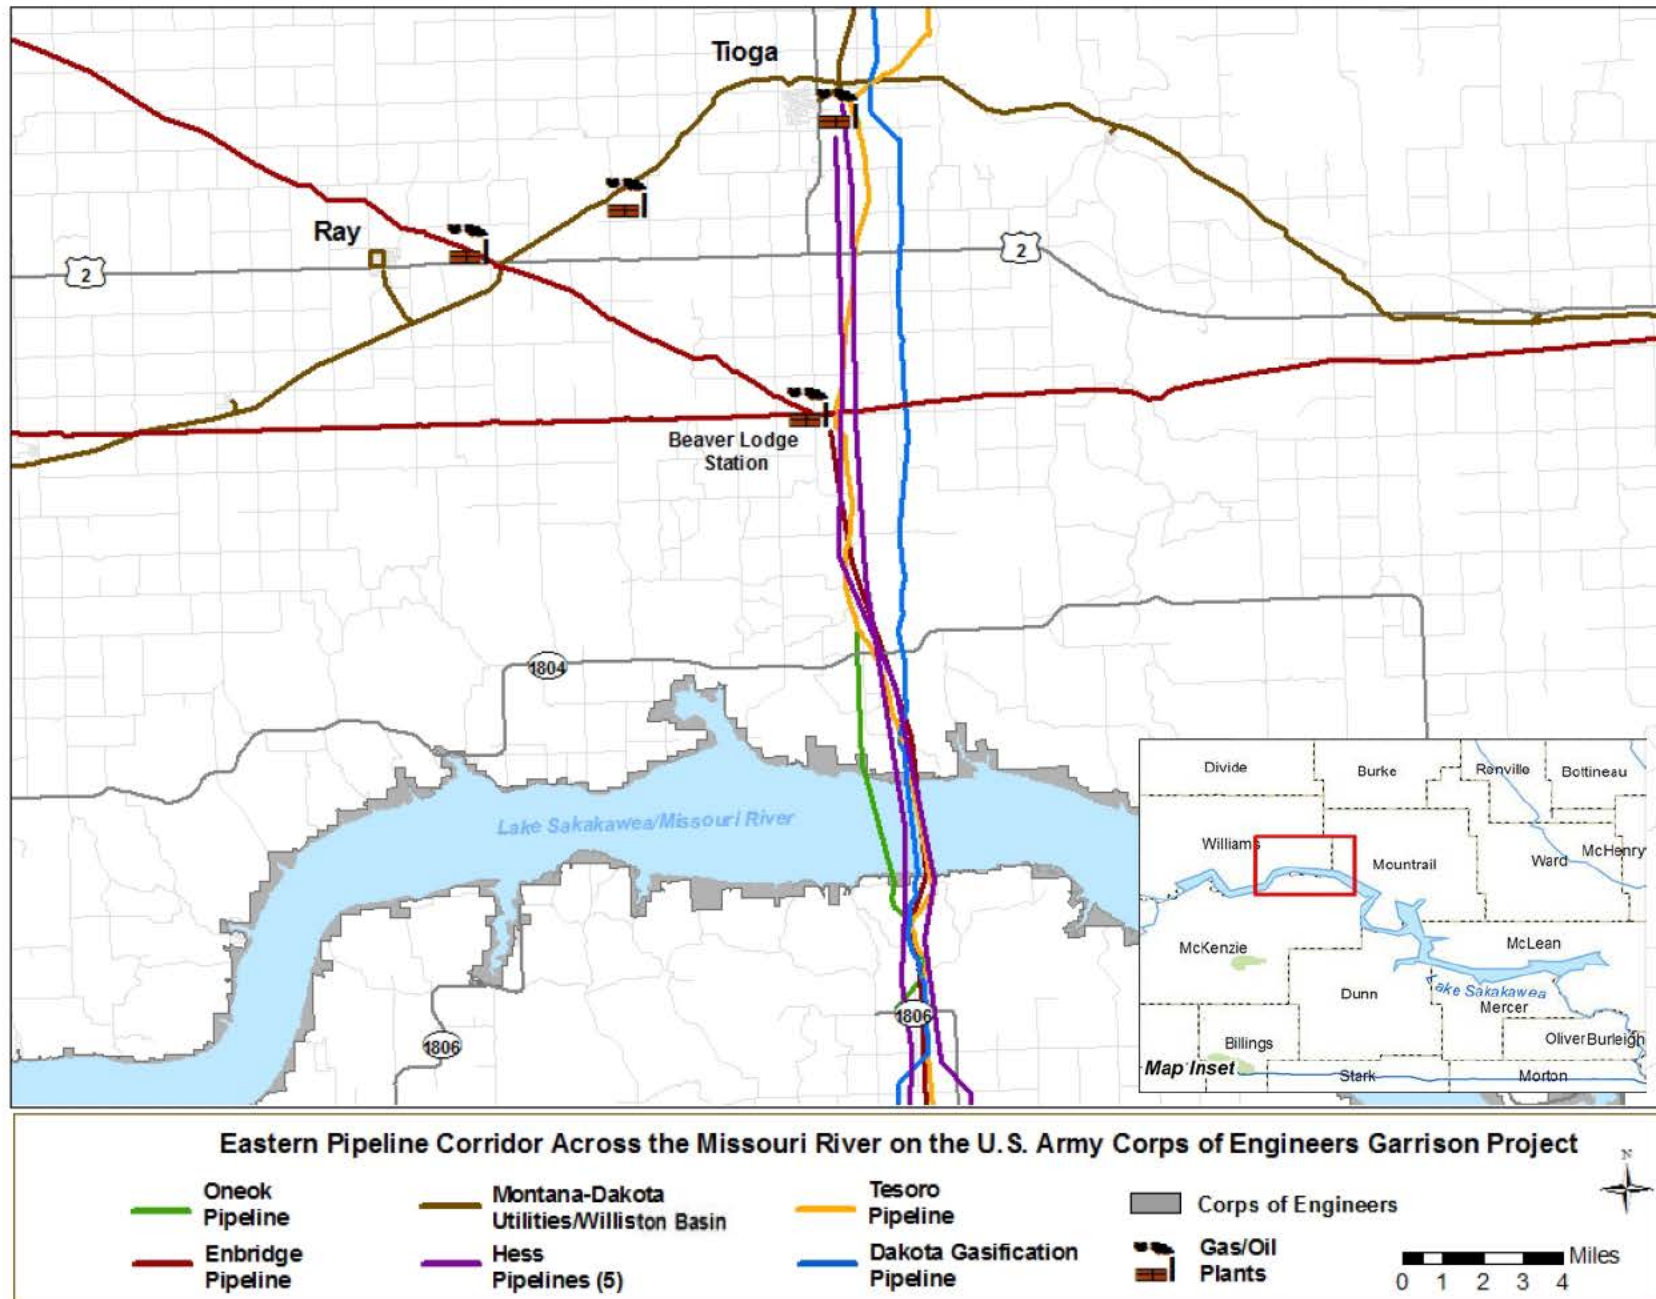 Tioga
Ray
2
2
Beaver Lodge
Station
1804
Lake Sakakawea/Missouri River
1806
1806
Divide
Burke
Renville
Bottineau
Williams
Mountrail
Ward
McHenry
McKenzie
McLean
Dunn
Lake Sakakawea
Mercer
Billings
Oliver
Burleigh
Map Inset
Stark
Morton
Eastern Pipeline Corridor Across the Missouri River on the U.S. Army Corps of Engineers Garrison Project
N
Oneok
Pipeline
Montana-Dakota
Utilities/Williston Basin
Tesoro
Pipeline
Corps of Engineers
Enbridge
Pipeline
Hess
Pipelines (5)
Dakota Gasification
Pipeline
Gas/Oil
Plants
Miles
0 1 2 3 4